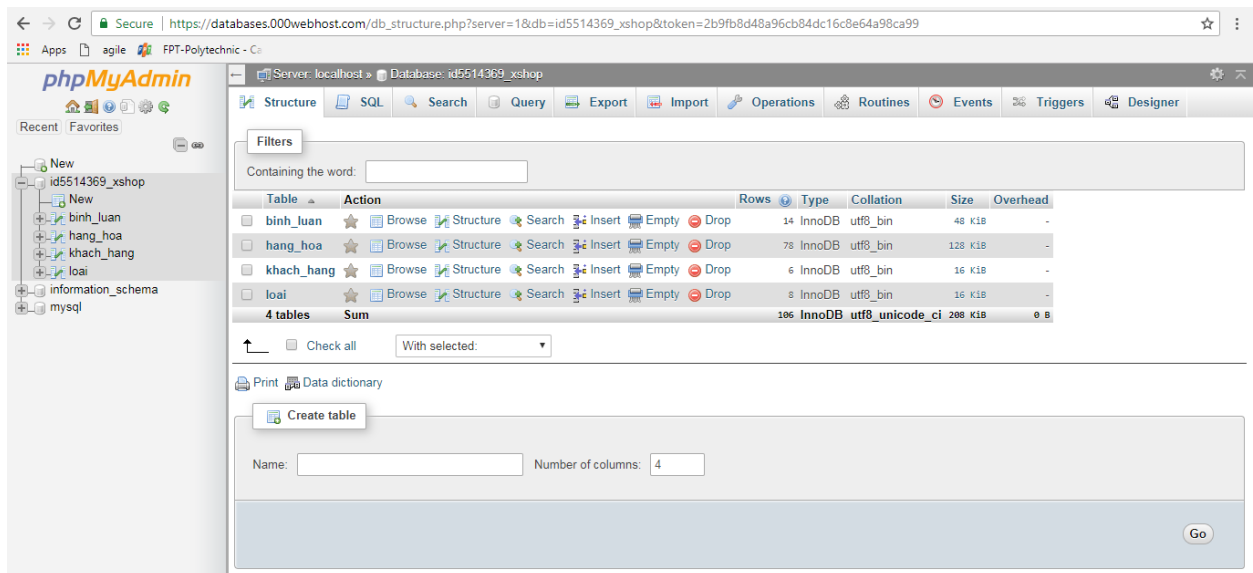 Secure https://databases.000webhost.com/db_structure.php?server=1&db=id5514369_xshop&token=2b9fb8d48a96cb84dc16c8e64a98ca99
Apps agile FPT-Polytechnic - Ca
phpMyAdmin
Recent Favorites
New
id5514369_xshop
New
binh_luan
hang_hoa
khach_hang
loai
information_schema
mysql
Server: localhost » Database: id5514369_xshop
Structure SQL Search Query Export Import Operations Routines Events Triggers Designer
Filters
Containing the word:
Table Action Rows Type Collation Size Overhead
binh_luan Browse Structure Search Insert Empty Drop 14 InnoDB utf8_bin 48 KiB -
hang_hoa Browse Structure Search Insert Empty Drop 78 InnoDB utf8_bin 128 KiB -
khach_hang Browse Structure Search Insert Empty Drop 6 InnoDB utf8_bin 16 KiB -
loai Browse Structure Search Insert Empty Drop 8 InnoDB utf8_bin 16 KiB -
4 tables Sum 106 InnoDB utf8_unicode_ci 208 KiB 0 B
Check all With selected:
Print Data dictionary
Create table
Name: Number of columns: 4
Go